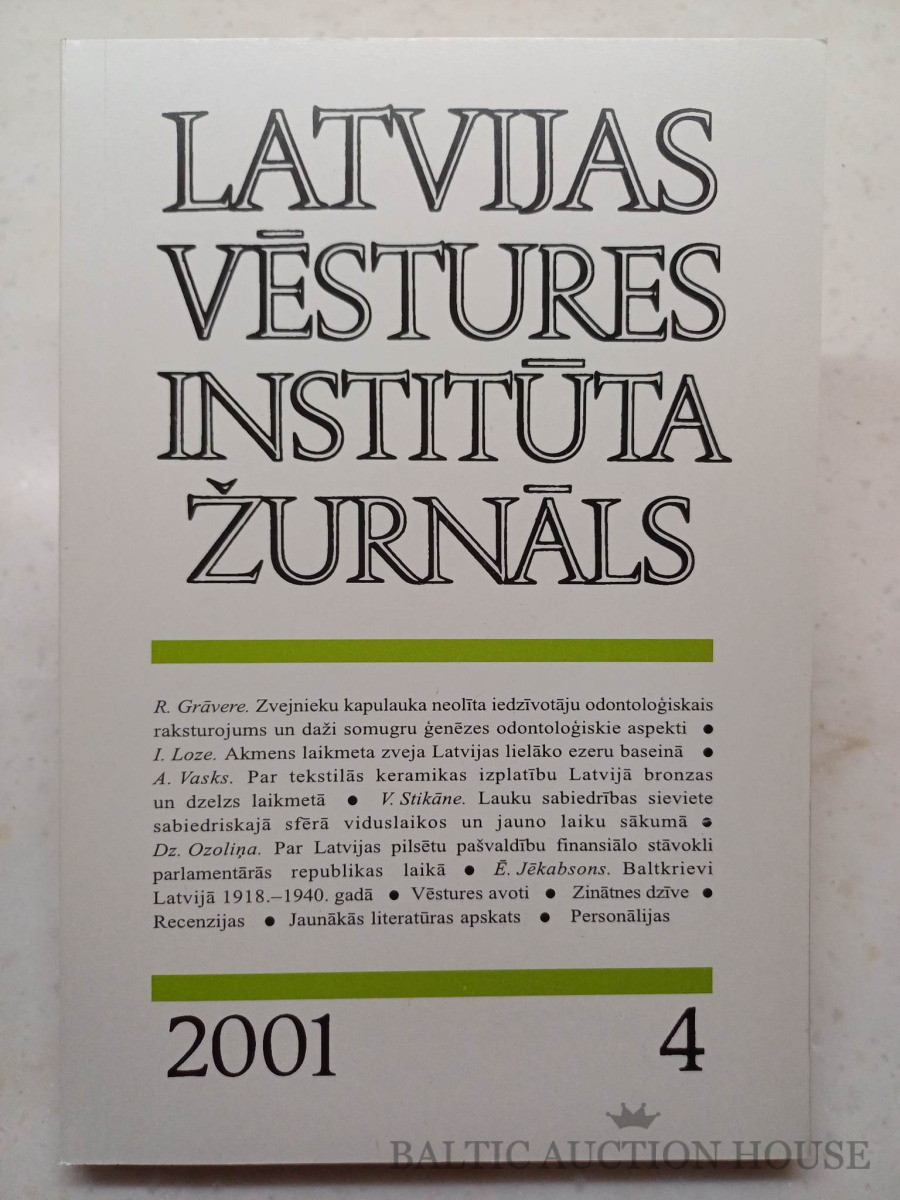 LATVIJAS
VĒSTURES
INSTITŪTA
ŽURNĀLS
R. Grāvere. Zvejnieku kapulauka neolīta iedzīvotāju odontoloģiskais
raksturojums un daži somugru ģenēzes odontoloģiskie aspekti ●
I. Loze. Akmens laikmeta zveja Latvijas lielāko ezeru baseinā ●
A. Vasks. Par tekstilās keramikas izplatību Latvijā bronzas
un dzelzs laikmetā ● V. Stikāne. Lauku sabiedrības sieviete
sabiedriskajā sfērā viduslaikos un jauno laiku sākumā ●
Dz. Ozoliņa. Par Latvijas pilsētu pašvaldību finansiālo stāvokli
parlamentārās republikas laikā ● Ē. Jēkabsons. Baltkrievi
Latvijā 1918.–1940. gadā ● Vēstures avoti ● Zinātnes dzīve ●
Recenzijas ● Jaunākās literatūras apskats ● Personālijas
2001 4
BALTIC AUCTION HOUSE